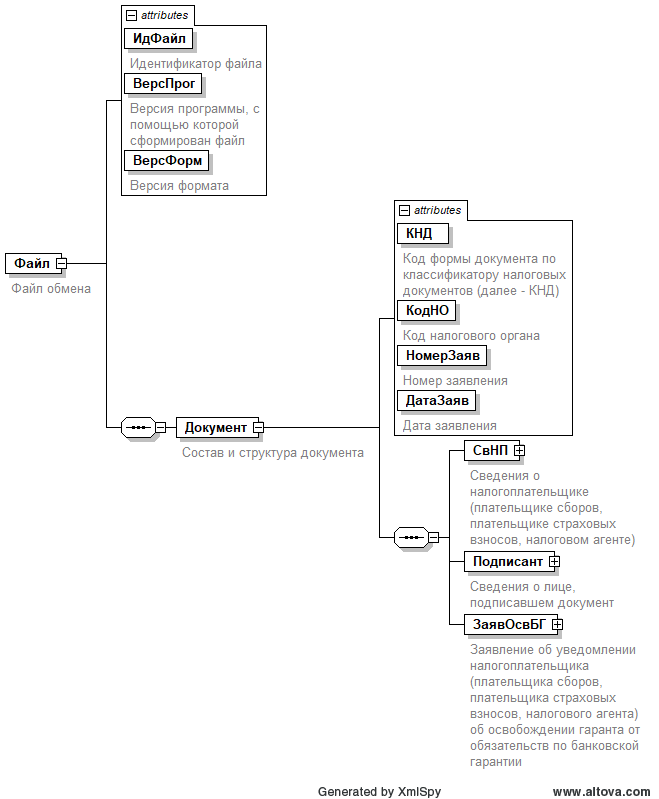 attributes
ИдФайл
Идентификатор файла
ВерсПрог
Версия программы, с
помощью которой
сформирован файл
ВерсФорм
Версия формата
Файл
Файл обмена
Документ
Состав и структура документа
attributes
КНД
Код формы документа по
классификатору налоговых
документов (далее - КНД)
КодНО
Код налогового органа
НомерЗаяв
Номер заявления
ДатаЗаяв
Дата заявления
СвНП
Сведения о
налогоплательщике
(плательщике сборов,
плательщике страховых
взносов, налоговом агенте)
Подписант
Сведения о лице,
подписавшем документ
ЗаявОсвБГ
Заявление об уведомлении
налогоплательщика
(плательщика сборов,
плательщика страховых
взносов, налогового агента)
об освобождении гаранта от
обязательств по банковской
гарантии
Generated by XmlSpy
www.altova.com